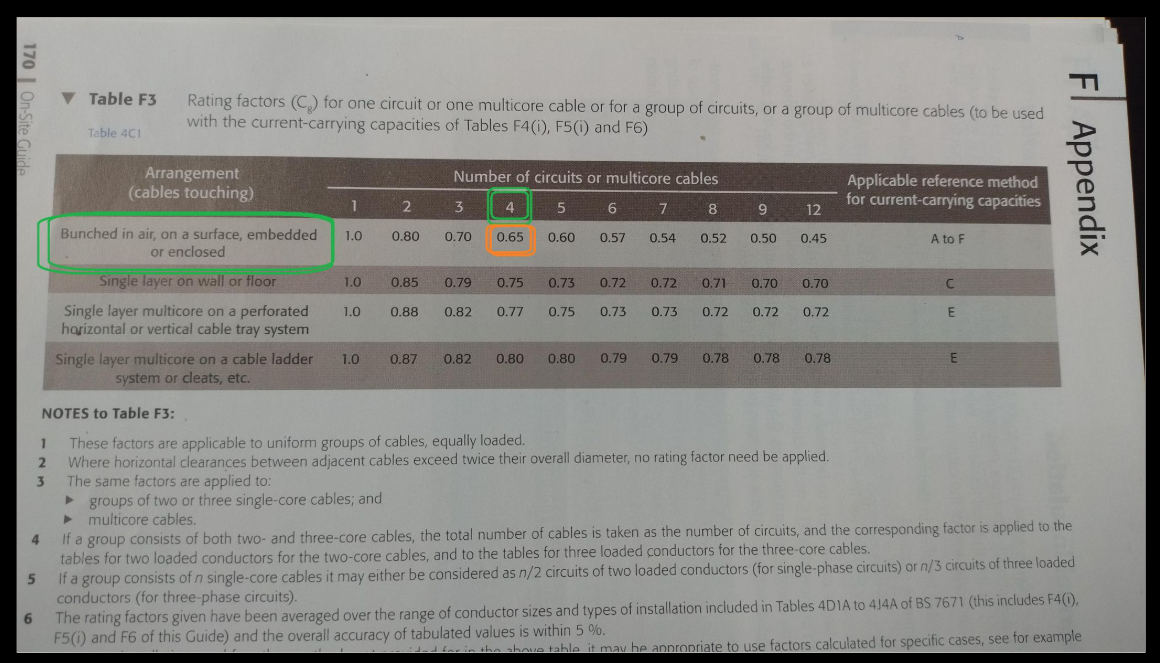 170 | On-Site Guide
F | Appendix
▼ Table F3 Rating factors (Cg) for one circuit or one multicore cable or for a group of circuits, or a group of multicore cables (to be used
Table 4C1 with the current-carrying capacities of Tables F4(i), F5(i) and F6)
Arrangement Number of circuits or multicore cables Applicable reference method
(cables touching) 1 2 3 4 5 6 7 8 9 12 for current-carrying capacities
Bunched in air, on a surface, embedded 1.0 0.80 0.70 0.65 0.60 0.57 0.54 0.52 0.50 0.45 A to F
or enclosed
Single layer on wall or floor 1.0 0.85 0.79 0.75 0.73 0.72 0.72 0.71 0.70 0.70 C
Single layer multicore on a perforated 1.0 0.88 0.82 0.77 0.75 0.73 0.73 0.72 0.72 0.72 E
horizontal or vertical cable tray system
Single layer multicore on a cable ladder 1.0 0.87 0.82 0.80 0.80 0.79 0.79 0.78 0.78 0.78 E
system or cleats, etc.
NOTES to Table F3:
1 These factors are applicable to uniform groups of cables, equally loaded.
2 Where horizontal clearances between adjacent cables exceed twice their overall diameter, no rating factor need be applied.
3 The same factors are applied to:
▶ groups of two or three single-core cables; and
▶ multicore cables.
4 If a group consists of both two- and three-core cables, the total number of cables is taken as the number of circuits, and the corresponding factor is applied to the
tables for two loaded conductors for the two-core cables, and to the tables for three loaded conductors for the three-core cables.
5 If a group consists of n single-core cables it may either be considered as n/2 circuits of two loaded conductors (for single-phase circuits) or n/3 circuits of three loaded
conductors (for three-phase circuits).
6 The rating factors given have been averaged over the range of conductor sizes and types of installation included in Tables 4D1A to 4J4A of BS 7671 (this includes F4(i),
F5(i) and F6 of this Guide) and the overall accuracy of tabulated values is within 5 %.
in the above table, it may be appropriate to use factors calculated for specific cases, see for example